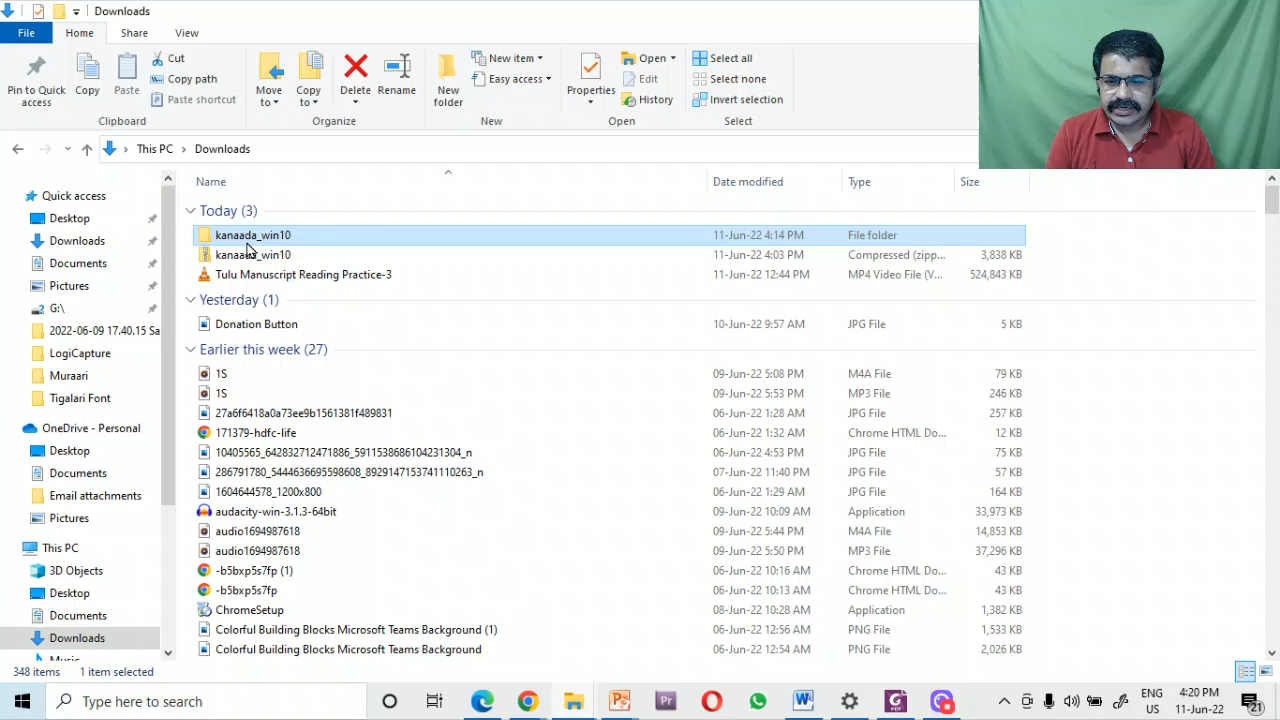 Downloads
File Home Share View
Pin to Quick access
Copy
Paste
Cut
Copy path
Paste shortcut
Clipboard
Move to
Copy to
Delete
Rename
Organize
New folder
New item
Easy access
New
Properties
Open
Edit
History
Open
Select all
Select none
Invert selection
Select
This PC Downloads
Quick access
Desktop
Downloads
Documents
Pictures
G:\
2022-06-09 17.40.15 Sa
LogiCapture
Muraari
Tigalari Font
OneDrive - Personal
Desktop
Documents
Email attachments
Pictures
This PC
3D Objects
Desktop
Documents
Downloads
Name Date modified Type Size
Today (3)
kanaada_win10 11-Jun-22 4:14 PM File folder
kanaada_win10 11-Jun-22 4:03 PM Compressed (zipp... 3,838 KB
Tulu Manuscript Reading Practice-3 11-Jun-22 12:44 PM MP4 Video File (V... 524,843 KB
Yesterday (1)
Donation Button 10-Jun-22 9:57 AM JPG File 5 KB
Earlier this week (27)
1S 09-Jun-22 5:08 PM M4A File 79 KB
1S 09-Jun-22 5:53 PM MP3 File 246 KB
27a6f6418a0a73ee9b1561381f489831 06-Jun-22 1:28 AM JPG File 257 KB
171379-hdfc-life 06-Jun-22 1:32 AM Chrome HTML Do... 12 KB
10405565_642832712471886_5911538686104231304_n 06-Jun-22 4:53 PM JPG File 75 KB
286791780_5444636695598608_8929147153741110263_n 07-Jun-22 11:40 PM JPG File 57 KB
1604644578_1200x800 06-Jun-22 1:29 AM JPG File 164 KB
audacity-win-3.1.3-64bit 09-Jun-22 10:09 AM Application 33,973 KB
audio1694987618 09-Jun-22 5:44 PM M4A File 14,853 KB
audio1694987618 09-Jun-22 5:50 PM MP3 File 37,296 KB
-b5bxp5s7fp (1) 06-Jun-22 10:16 AM Chrome HTML Do... 43 KB
-b5bxp5s7fp 06-Jun-22 10:13 AM Chrome HTML Do... 43 KB
ChromeSetup 08-Jun-22 10:28 AM Application 1,382 KB
Colorful Building Blocks Microsoft Teams Background (1) 06-Jun-22 12:56 AM PNG File 1,533 KB
Colorful Building Blocks Microsoft Teams Background 06-Jun-22 12:54 AM PNG File 2,026 KB
348 items 1 item selected
Type here to search
ENG 4:20 PM
US 11-Jun-22
21